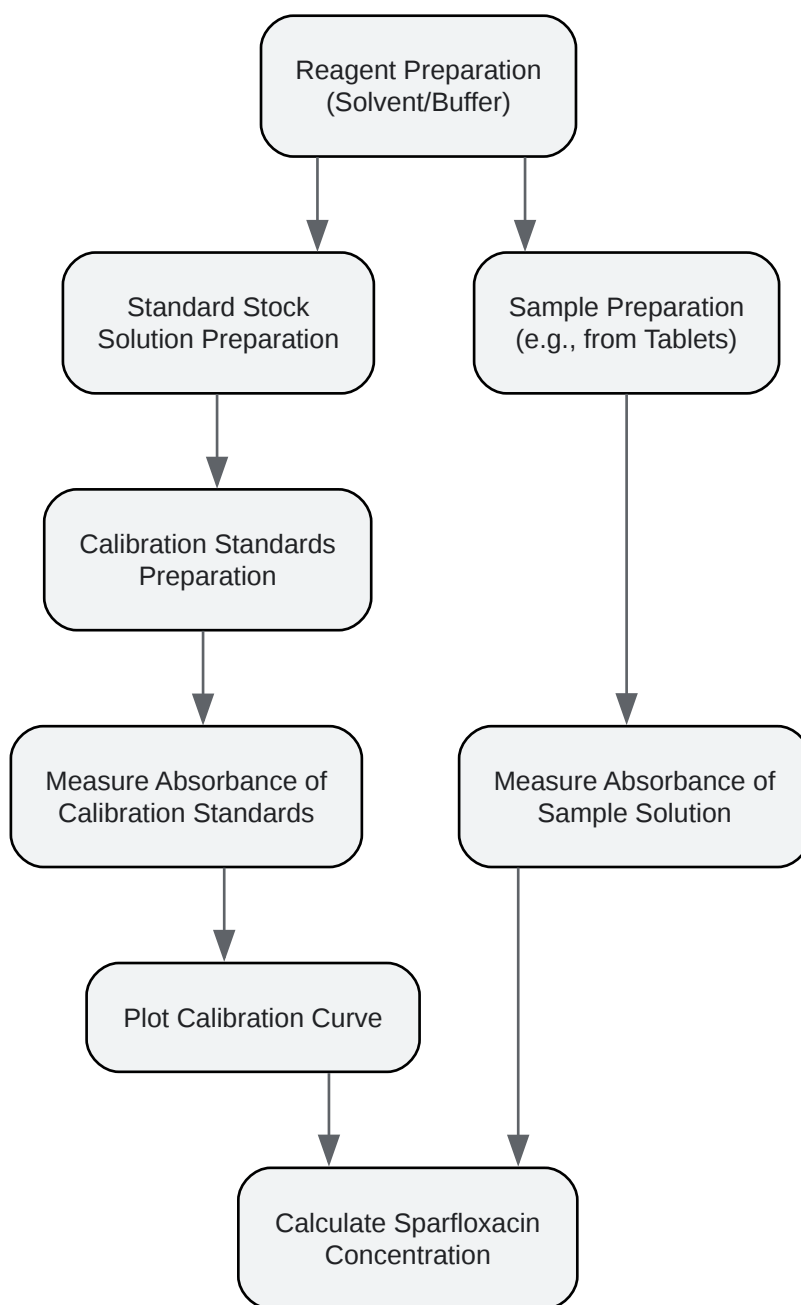 Reagent Preparation
(Solvent/Buffer)
Standard Stock
Solution Preparation
Sample Preparation
(e.g., from Tablets)
Calibration Standards
Preparation
Measure Absorbance of
Calibration Standards
Measure Absorbance of
Sample Solution
Plot Calibration Curve
Calculate Sparfloxacin
Concentration